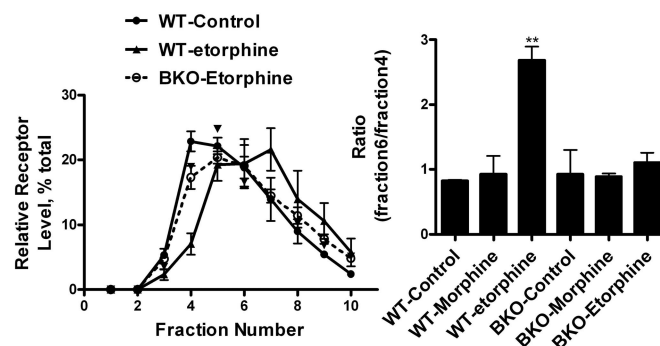 WT-Control
WT-etorphine
BKO-Etorphine
Relative Receptor
Level, % total
30
20
10
0
0
2
4
6
8
10
Fraction Number
Ratio
(fraction6/fraction4)
3
2
1
0
**
WT-Control
WT-Morphine
WT-etorphine
BKO-Control
BKO-Morphine
BKO-Etorphine